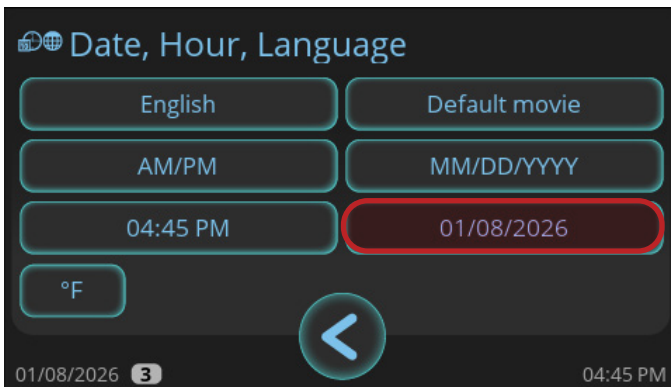 Date, Hour, Language
English Default movie
AM/PM MM/DD/YYYY
04:45 PM 01/08/2026
°F
01/08/2026 3 04:45 PM